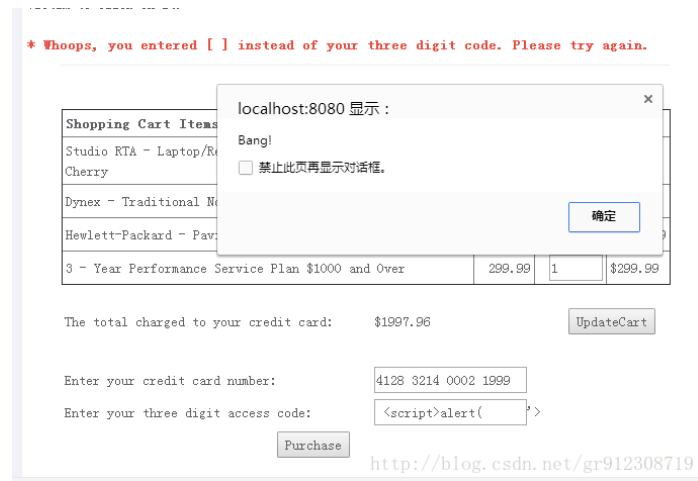 * Whoops, you entered [ ] instead of your three digit code. Please try again.
localhost:8080 显示：
×
Bang!
禁止此页再显示对话框。
确定
Shopping Cart Items
Studio RTA - Laptop/Re
Cherry
Dynex - Traditional No
Hewlett-Packard - Pav
9
3 - Year Performance Service Plan $1000 and Over 299.99 1 $299.99
The total charged to your credit card: $1997.96 UpdateCart
Enter your credit card number: 4128 3214 0002 1999
Enter your three digit access code: <script>alert( '>
Purchase
http://blog.csdn.net/gr912308719